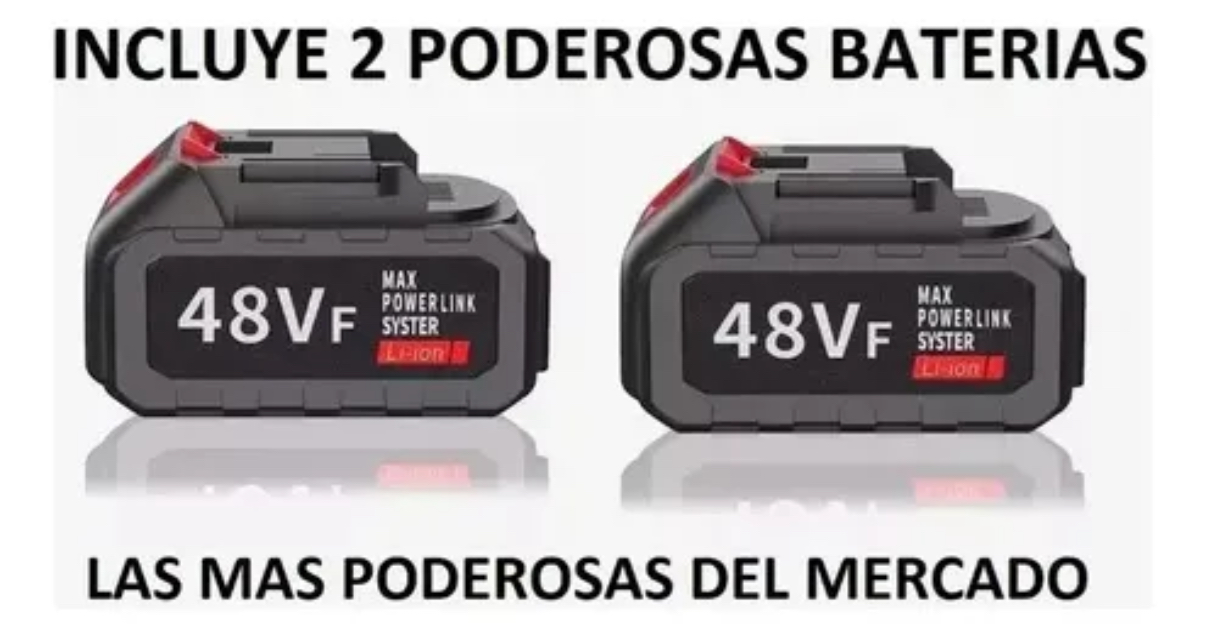 INCLUYE 2 PODEROSAS BATERIAS
48VF
MAX
POWERLINK
SYSTER
Li-ion
48VF
MAX
POWERLINK
SYSTER
Li-ion
LAS MAS PODEROSAS DEL MERCADO